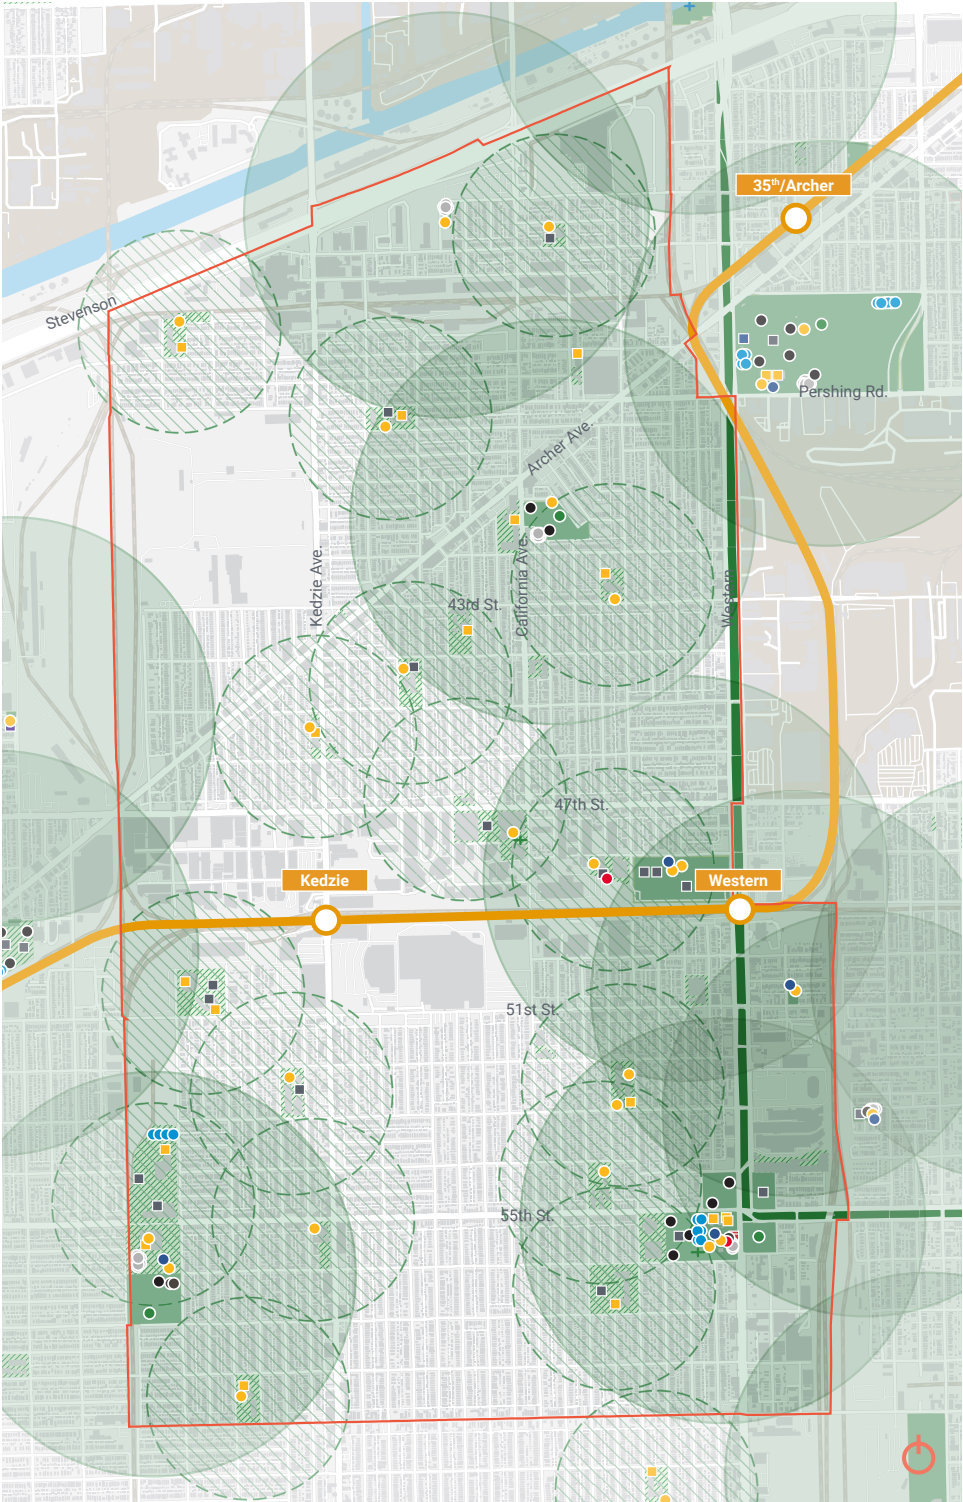 35th/Archer
Stevenson
Pershing Rd.
Archer Ave.
Kedzie Ave.
California Ave.
Western
43rd St.
47th St.
Kedzie
Western
51st St.
55th St.